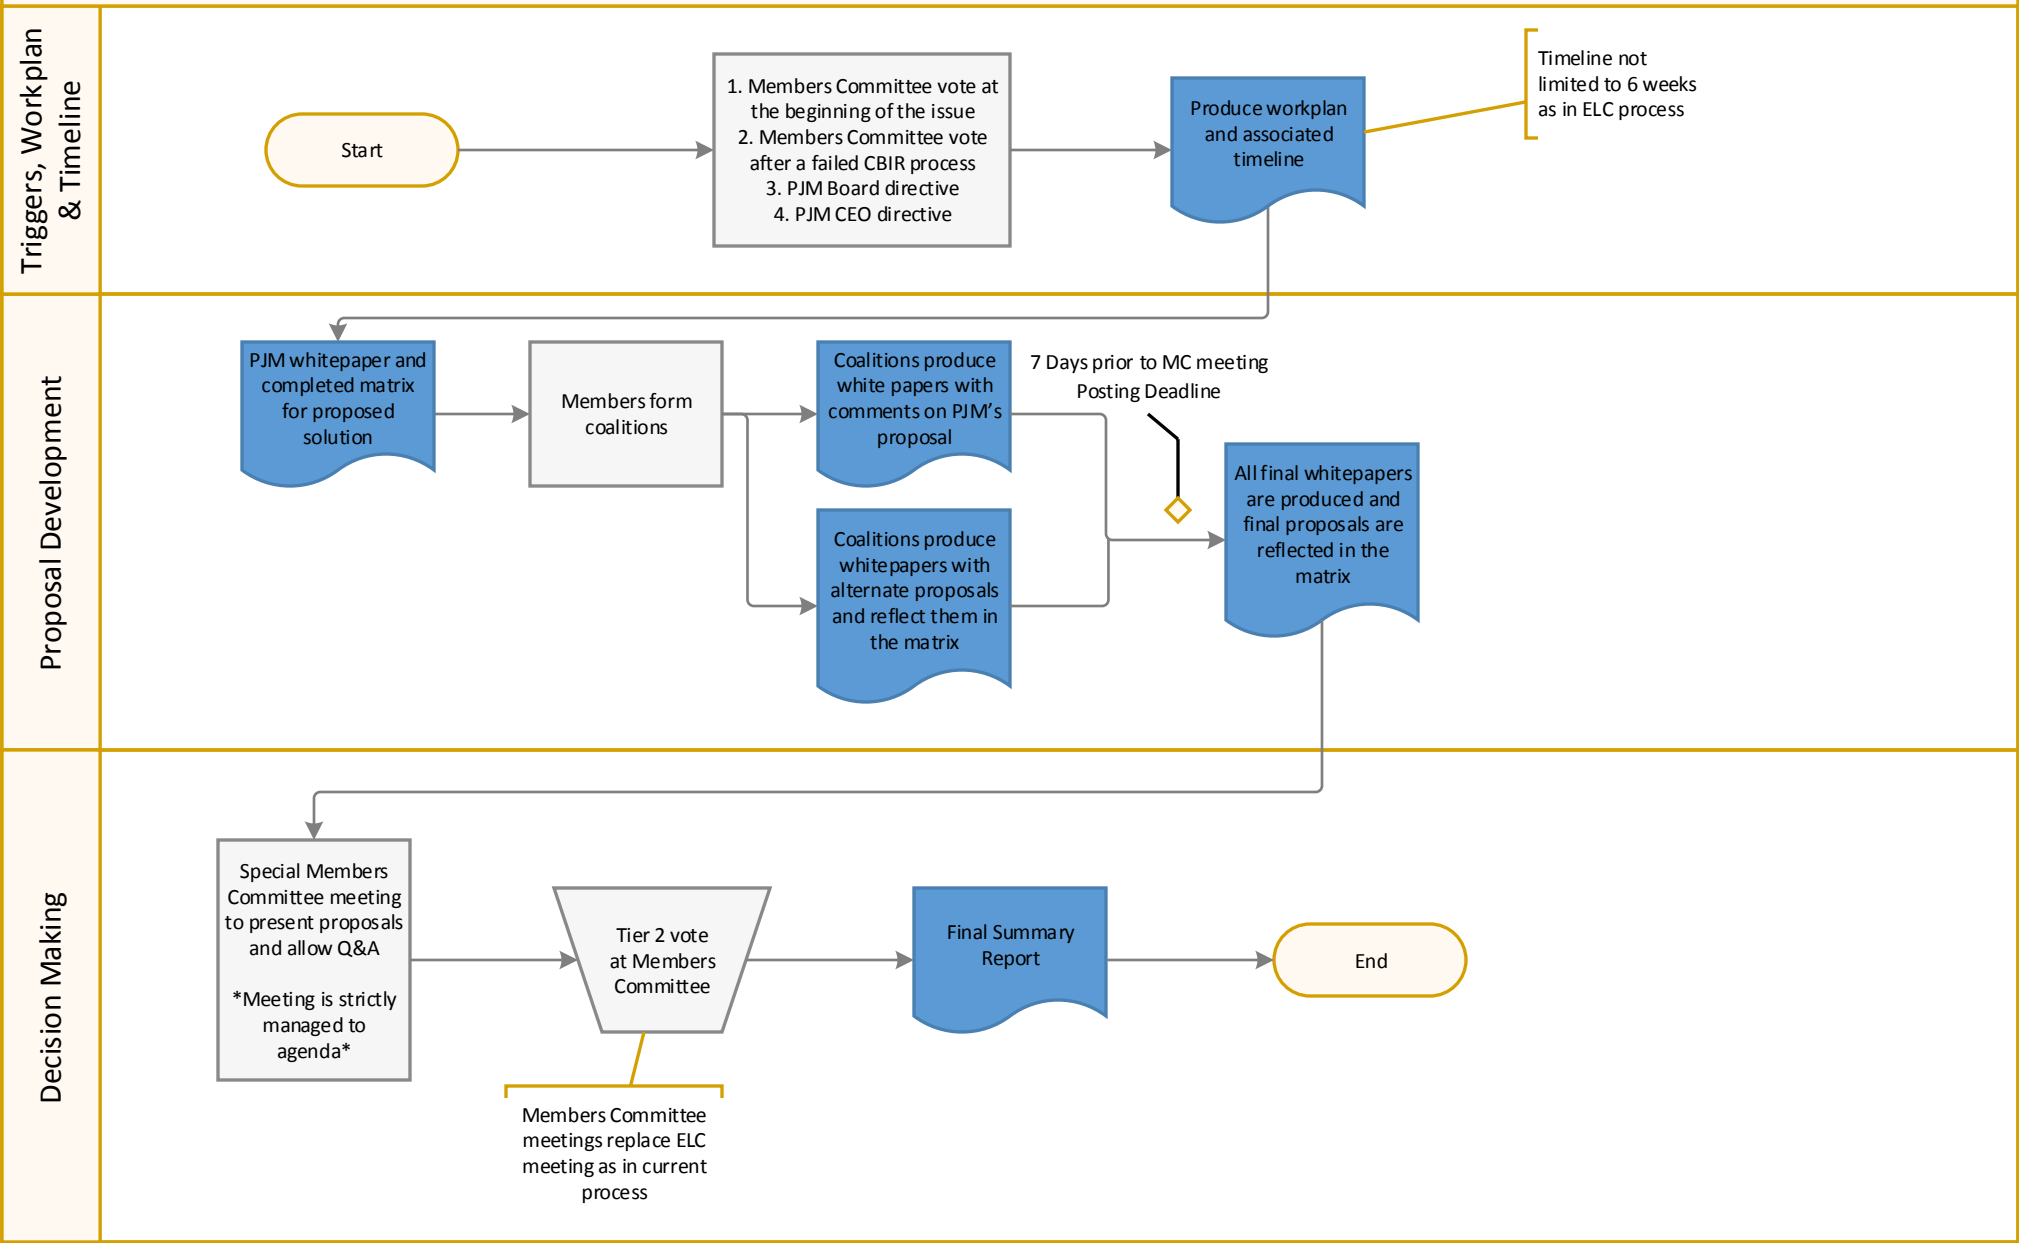 Triggers, Workplan
& Timeline
Start
1. Members Committee vote at
the beginning of the issue
2. Members Committee vote
after a failed CBIR process
3. PJM Board directive
4. PJM CEO directive
Produce workplan
and associated
timeline
Timeline not
limited to 6 weeks
as in ELC process
Proposal Development
PJM whitepaper and
completed matrix
for proposed
solution
Members form
coalitions
Coalitions produce
white papers with
comments on PJM's
proposal
Coalitions produce
whitepapers with
alternate proposals
and reflect them in
the matrix
7 Days prior to MC meeting
Posting Deadline
All final whitepapers
are produced and
final proposals are
reflected in the
matrix
Decision Making
Special Members
Committee meeting
to present proposals
and allow Q&A
*Meeting is strictly
managed to
agenda*
Tier 2 vote
at Members
Committee
Members Committee
meetings replace ELC
meeting as in current
process
Final Summary
Report
End